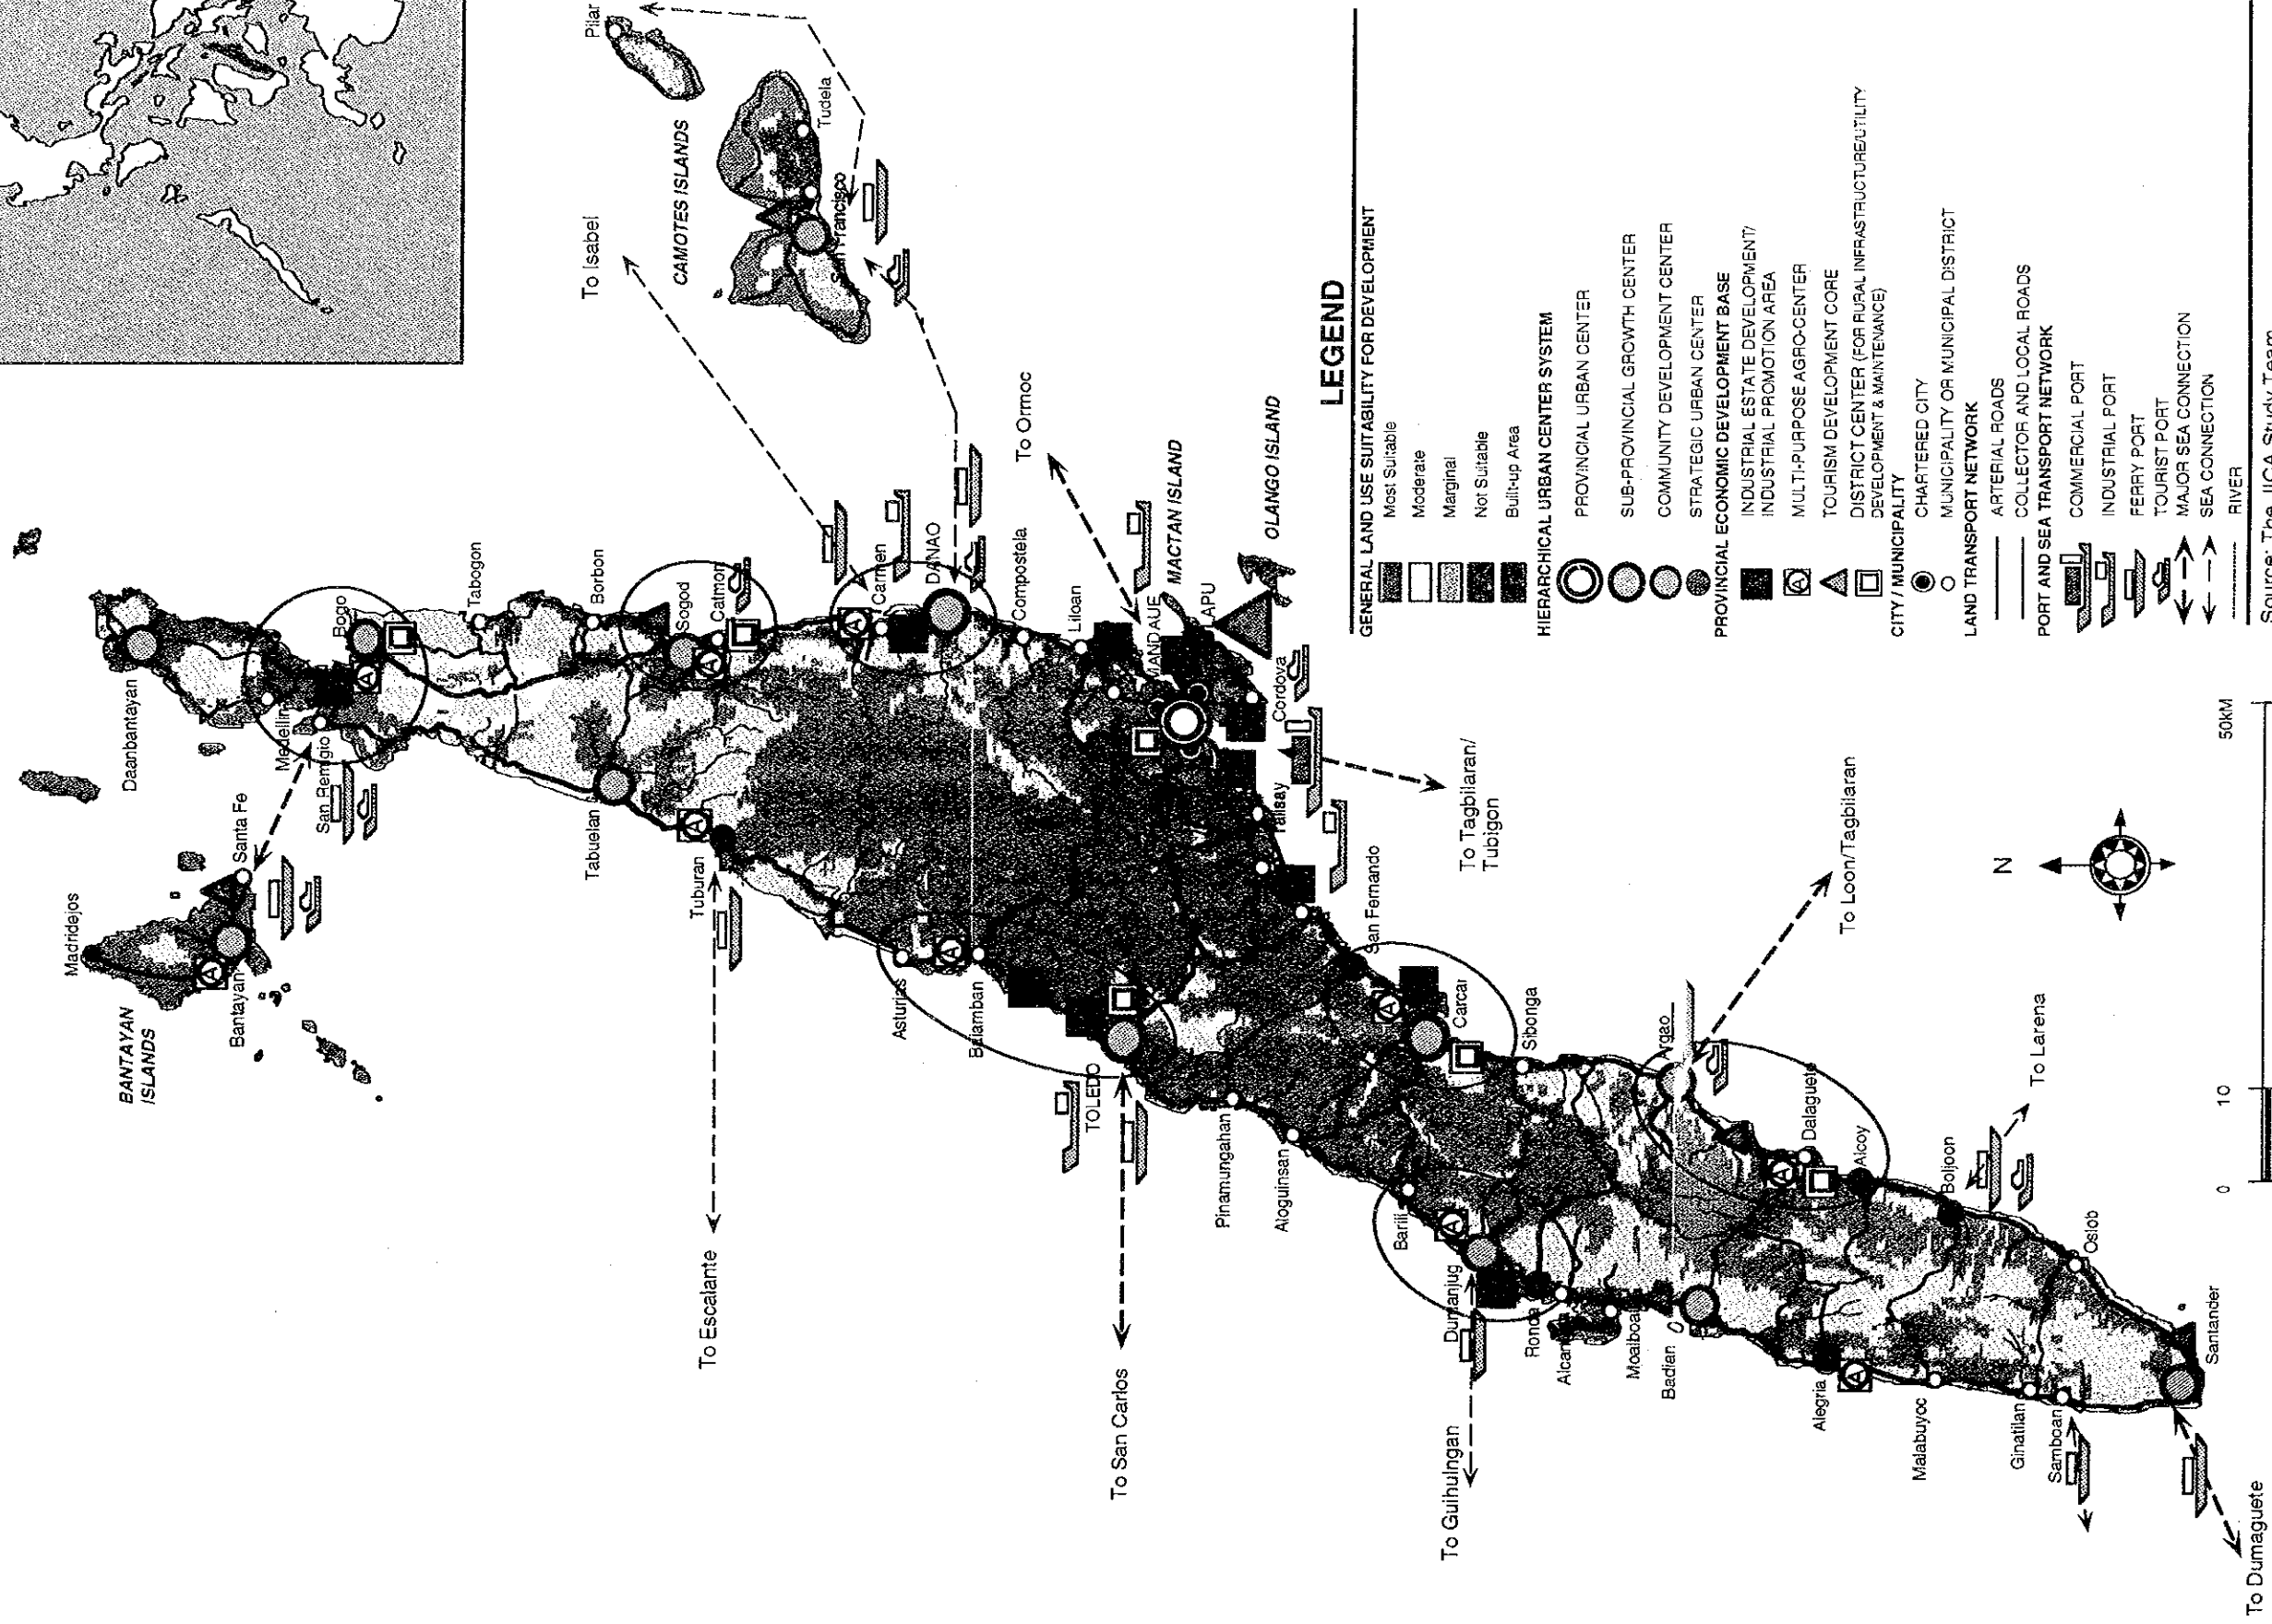 Pilar
Tudela
CAMOTES ISLANDS
San Francisco
To Isabel
To Ormoc
MACTAN ISLAND
OLANGO ISLAND
Daanbantayan
Medellin
San Remigio
Bogo
Tabogon
Borbon
Sogod
Catmon
Carmen
DANAO
Compostela
Liloan
MANDAUE
LAPU
Cordova
Talisay
San Fernando
Carcar
Sibonga
Argao
Dalaguete
Alcoy
Boljoon
Oslob
Santander
Madridejos
Santa Fe
Bantayan
BANTAYAN
ISLANDS
Tabuelan
Tuburan
Asturias
Balamban
TOLEDO
Pinamungahan
Aloguinsan
Barili
Dumanjug
Ronda
Moalboal
Badian
Alegria
Malabuyoc
Ginatilan
Samboan
To Escalante
To San Carlos
To Guihulngan
To Dumaguete
To Larena
To Loon/Tagbilaran
To Tagbilaran/
Tubigon
N
0
10
50kM
LEGEND
GENERAL LAND USE SUITABILITY FOR DEVELOPMENT
Most Suitable
Moderate
Marginal
Not Suitable
Built-up Area
HIERARCHICAL URBAN CENTER SYSTEM
PROVINCIAL URBAN CENTER
SUB-PROVINCIAL GROWTH CENTER
COMMUNITY DEVELOPMENT CENTER
STRATEGIC URBAN CENTER
PROVINCIAL ECONOMIC DEVELOPMENT BASE
INDUSTRIAL ESTATE DEVELOPMENT/
INDUSTRIAL PROMOTION AREA
A MULTI-PURPOSE AGRO-CENTER
TOURISM DEVELOPMENT CORE
DISTRICT CENTER (FOR RURAL INFRASTRUCTURE/UTILITY
DEVELOPMENT & MAINTENANCE)
CITY / MUNICIPALITY
CHARTERED CITY
MUNICIPALITY OR MUNICIPAL DISTRICT
LAND TRANSPORT NETWORK
ARTERIAL ROADS
COLLECTOR AND LOCAL ROADS
PORT AND SEA TRANSPORT NETWORK
COMMERCIAL PORT
INDUSTRIAL PORT
FERRY PORT
TOURIST PORT
MAJOR SEA CONNECTION
SEA CONNECTION
RIVER
Source: The JICA Study Team